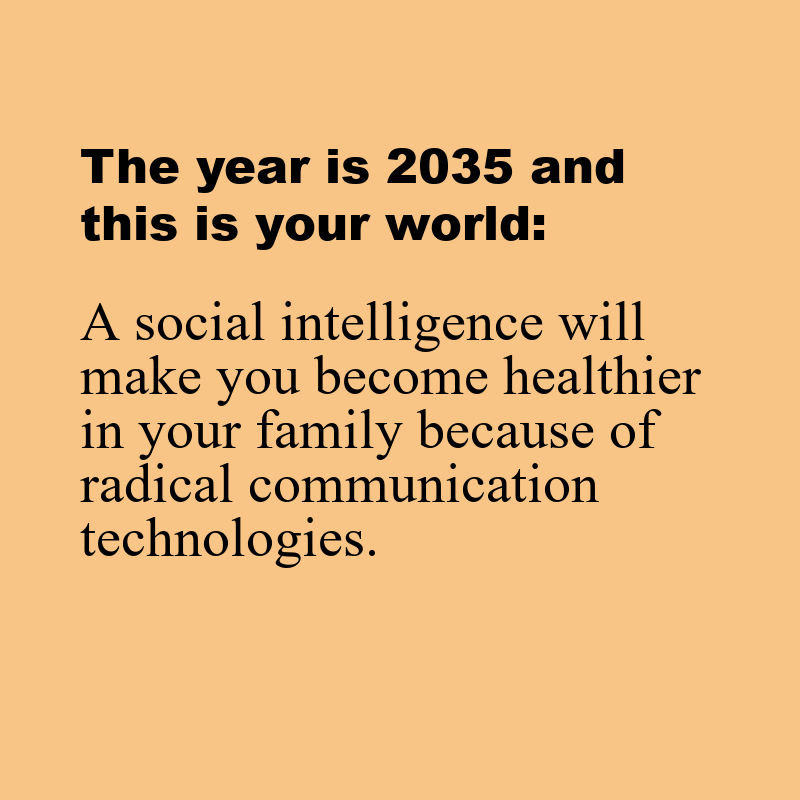 The year is 2035 and
this is your world:
A social intelligence will
make you become healthier
in your family because of
radical communication
technologies.